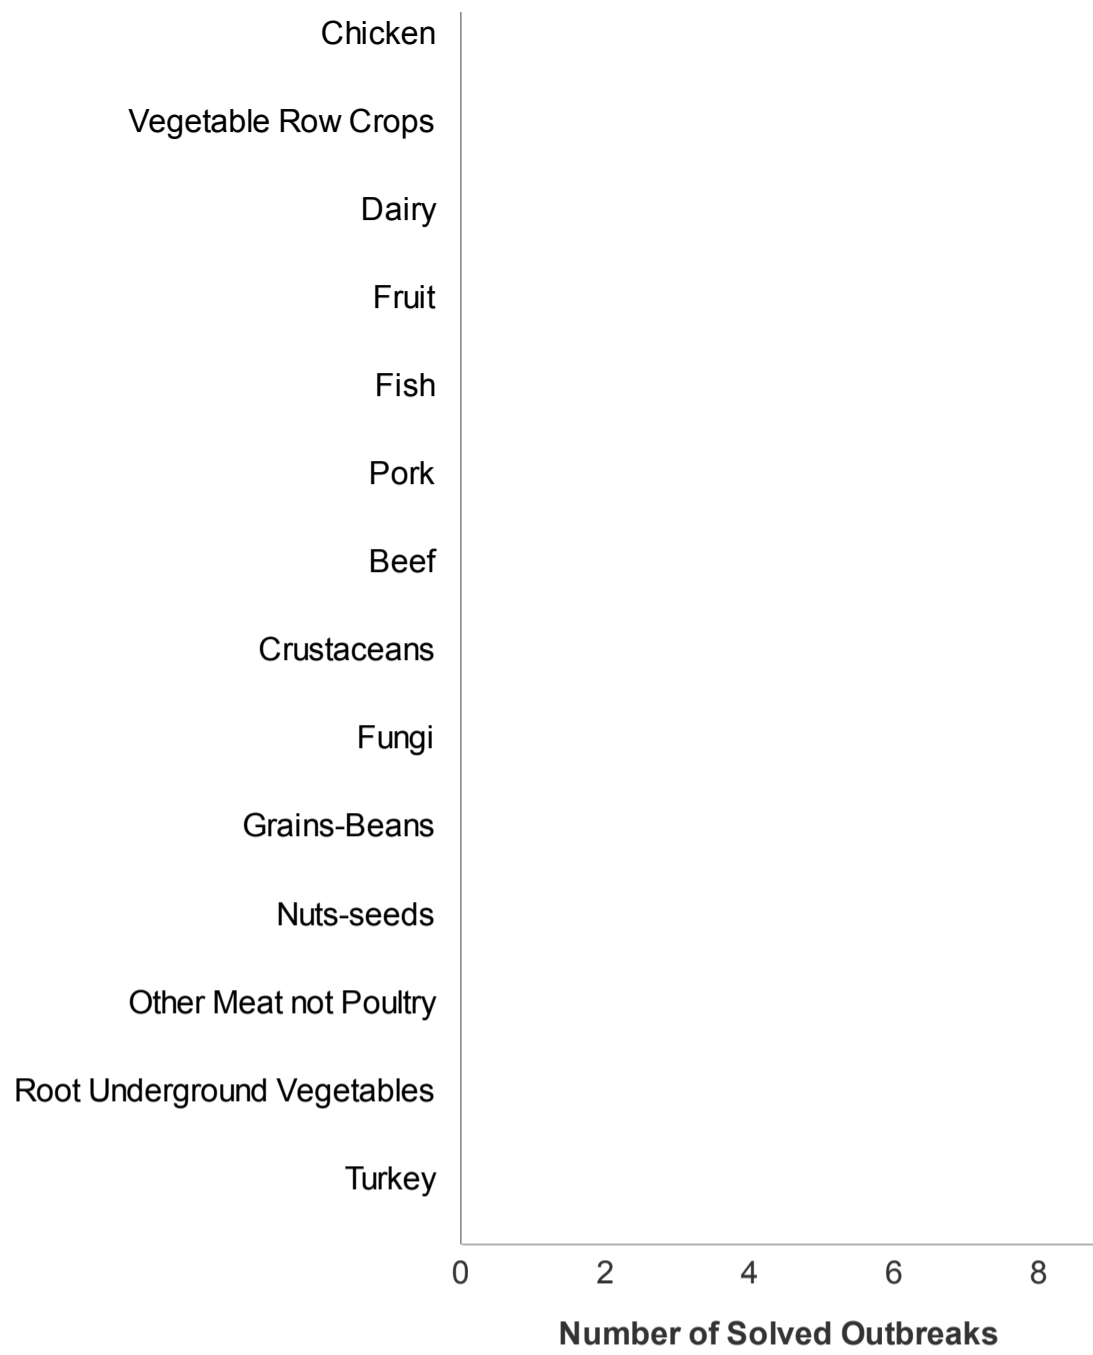 Chicken
Vegetable Row Crops
Dairy
Fruit
Fish
Pork
Beef
Crustaceans
Fungi
Grains-Beans
Nuts-seeds
Other Meat not Poultry
Root Underground Vegetables
Turkey
0 2 4 6 8
Number of Solved Outbreaks